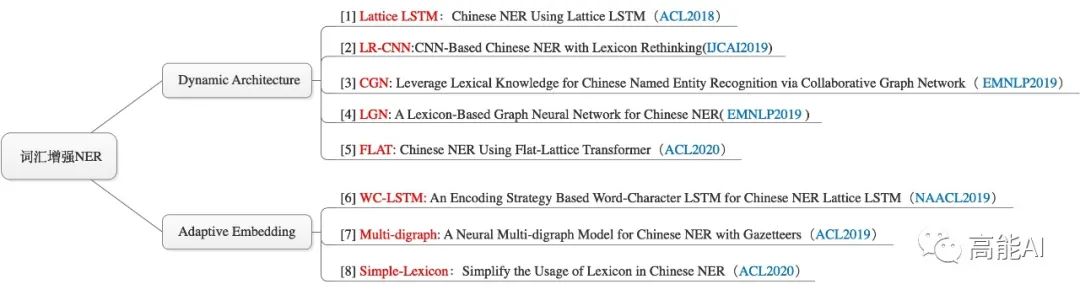 [1] Lattice LSTM：Chinese NER Using Lattice LSTM（ACL2018）
[2] LR-CNN:CNN-Based Chinese NER with Lexicon Rethinking(IJCAI2019)
Dynamic Architecture
[3] CGN: Leverage Lexical Knowledge for Chinese Named Entity Recognition via Collaborative Graph Network（ EMNLP2019）
[4] LGN: A Lexicon-Based Graph Neural Network for Chinese NER( EMNLP2019 )
[5] FLAT: Chinese NER Using Flat-Lattice Transformer（ACL2020）
词汇增强NER
[6] WC-LSTM: An Encoding Strategy Based Word-Character LSTM for Chinese NER Lattice LSTM（NAACL2019）
Adaptive Embedding
[7] Multi-digraph: A Neural Multi-digraph Model for Chinese NER with Gazetteers（ACL2019）
[8] Simple-Lexicon：Simplify the Usage of Lexicon in Chinese NER（ACL2020）
高能AI